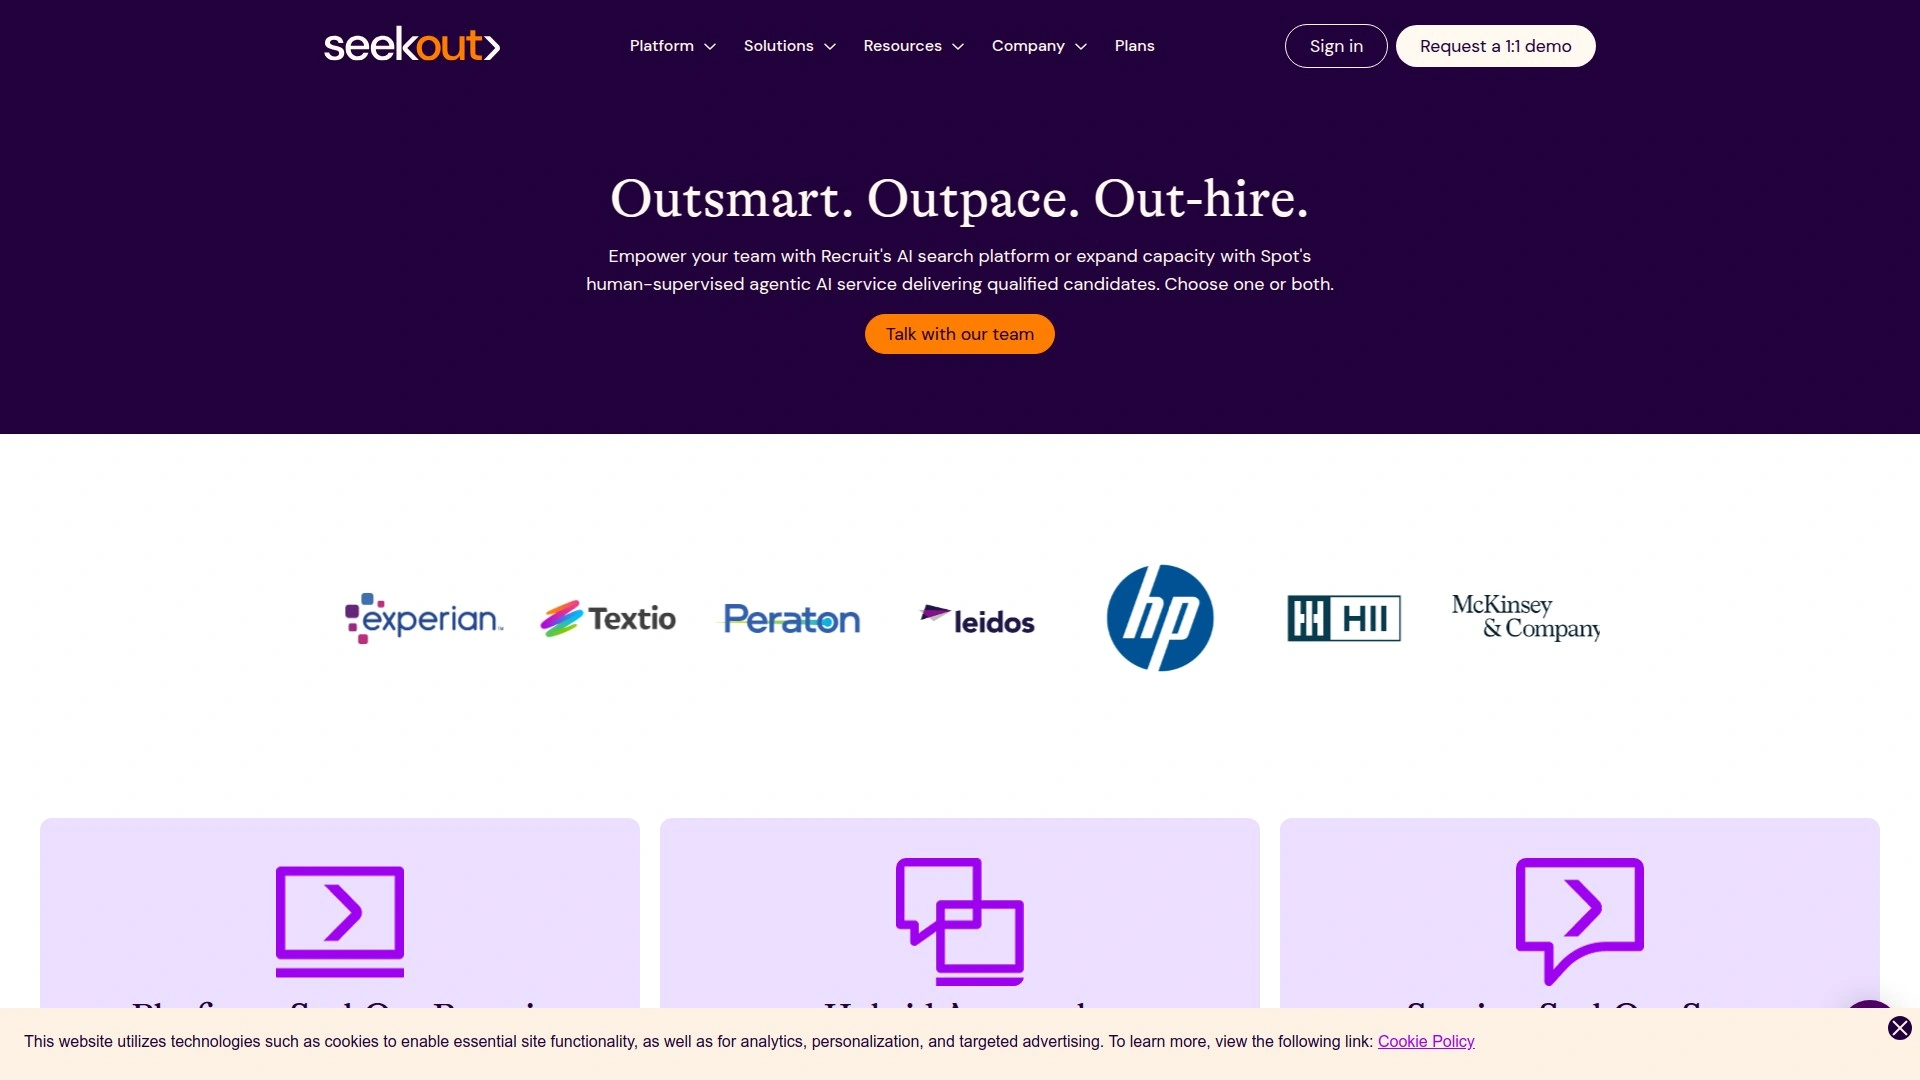 seekout
Platform
Solutions
Resources
Company
Plans
Sign in
Request a 1:1 demo
Outsmart. Outpace. Out-hire.
Empower your team with Recruit's AI search platform or expand capacity with Spot's
human-supervised agentic AI service delivering qualified candidates. Choose one or both.
Talk with our team
experian™
Textio
Peraton
leidos
hp
HII
McKinsey
& Company
This website utilizes technologies such as cookies to enable essential site functionality, as well as for analytics, personalization, and targeted advertising. To learn more, view the following link: Cookie Policy